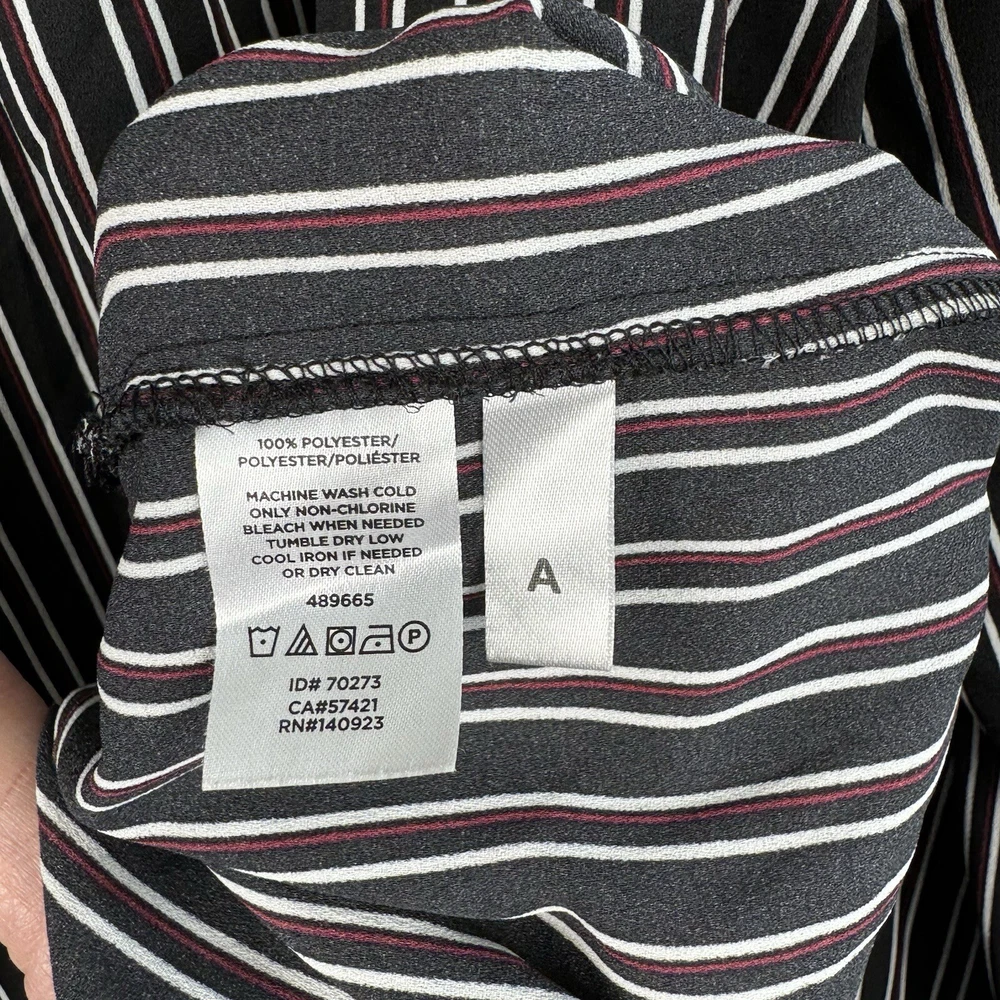 100% POLYESTER/
POLYESTER/POLIÉSTER
MACHINE WASH COLD
ONLY NON-CHLORINE
BLEACH WHEN NEEDED
TUMBLE DRY LOW
COOL IRON IF NEEDED
OR DRY CLEAN
489665
P
ID# 70273
CA#57421
RN#140923
A